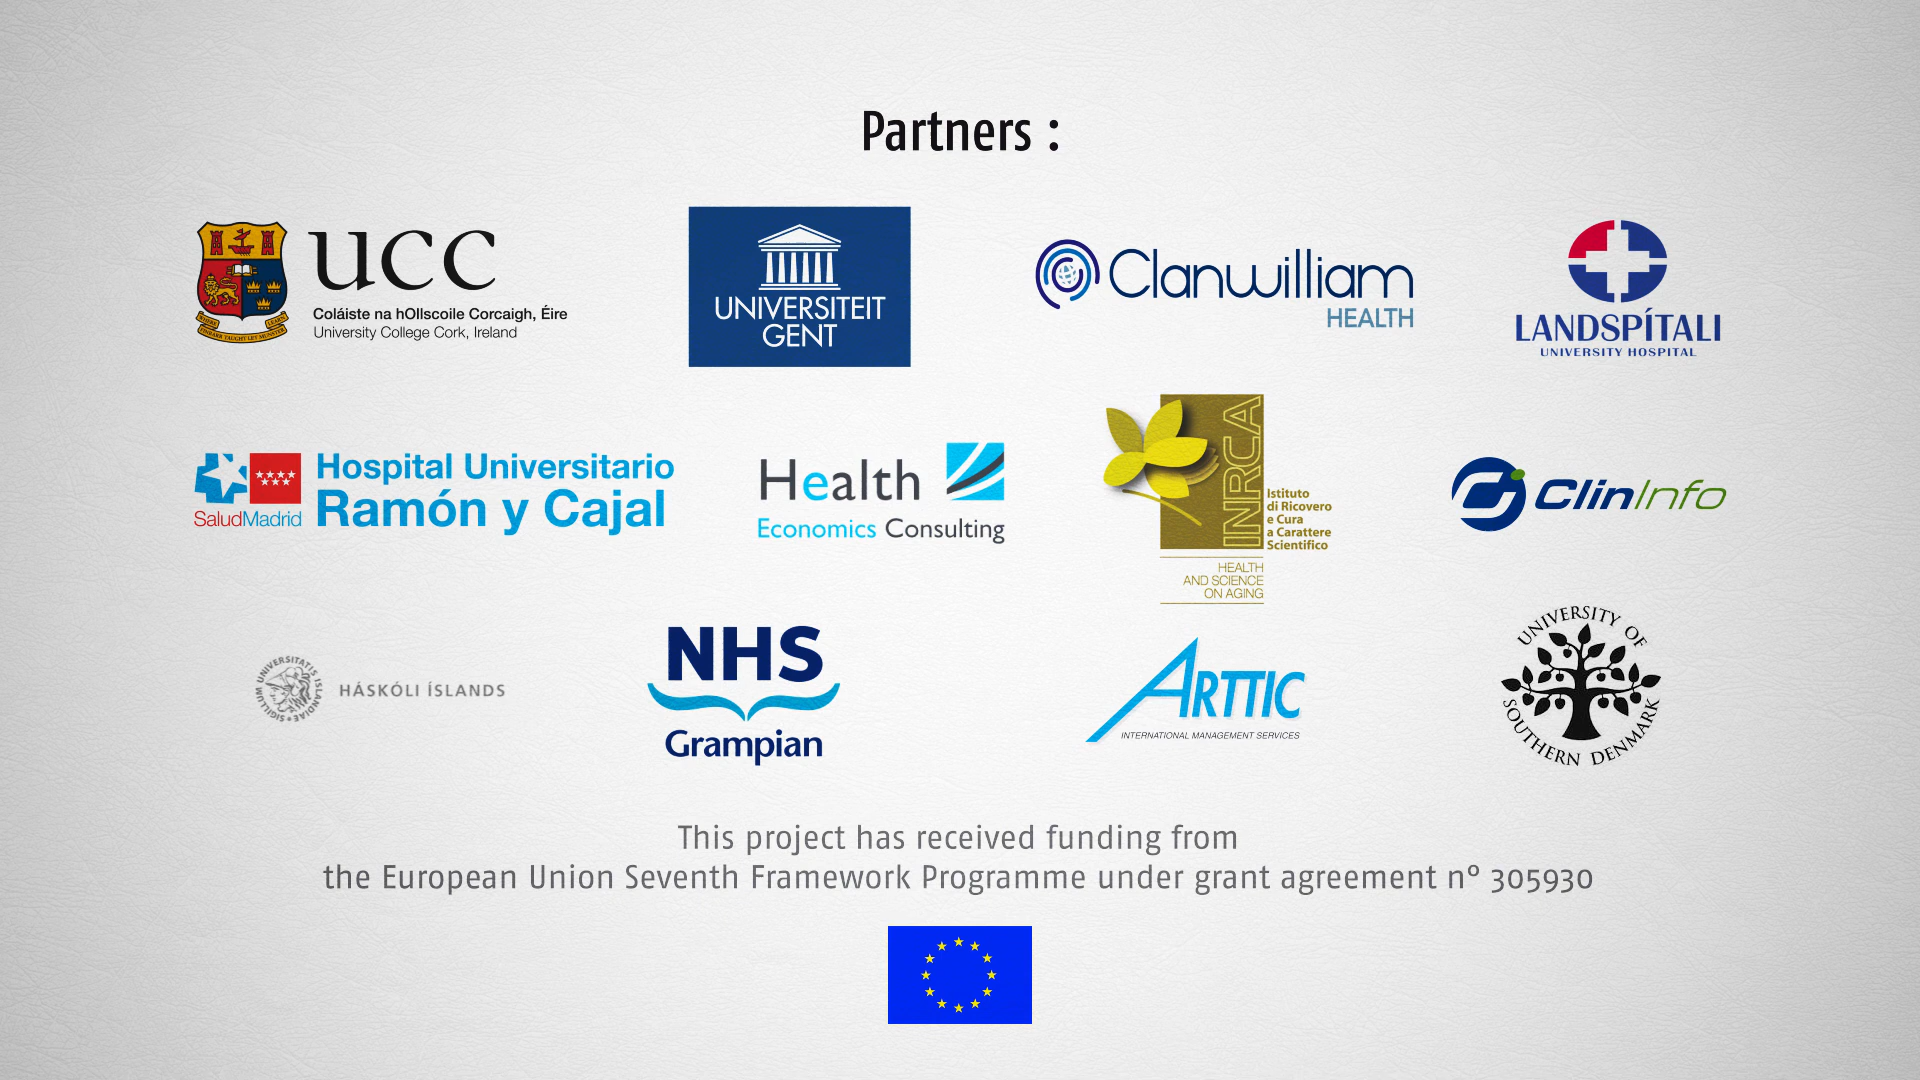 Partners :
ucc
Coláiste na hOllscoile Corcaigh, Éire
University College Cork, Ireland
UNIVERSITEIT
GENT
Clanwilliam
HEALTH
LANDSPÍTALI
UNIVERSITY HOSPITAL
SaludMadrid
Hospital Universitario
Ramón y Cajal
Health
Economics Consulting
INRCA
Istituto
di Ricovero
e Cura
a Carattere
Scientifico
HEALTH
AND SCIENCE
ON AGING
ClinInfo
SIGILLUM UNIVERSITATIS ISLANDIAE
HÁSKÓLI ÍSLANDS
NHS
Grampian
ARTTIC
INTERNATIONAL MANAGEMENT SERVICES
UNIVERSITY OF
SOUTHERN DENMARK
This project has received funding from
the European Union Seventh Framework Programme under grant agreement n° 305930